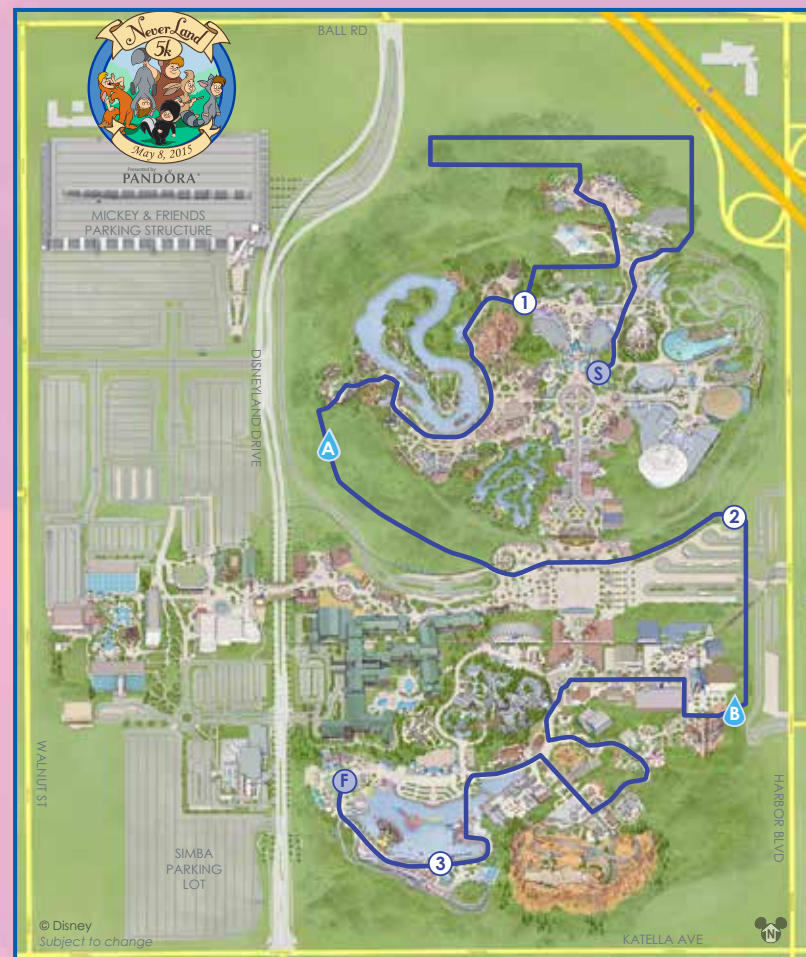 NeverLand
5k
May 8, 2015
Presented by
PANDÖRA®
BALL RD
MICKEY & FRIENDS
PARKING STRUCTURE
DISNEYLAND DRIVE
1
S
A
2
B
WALNUT ST
F
HARBOR BLVD
3
SIMBA
PARKING
LOT
© Disney
Subject to change
KATELLA AVE
N